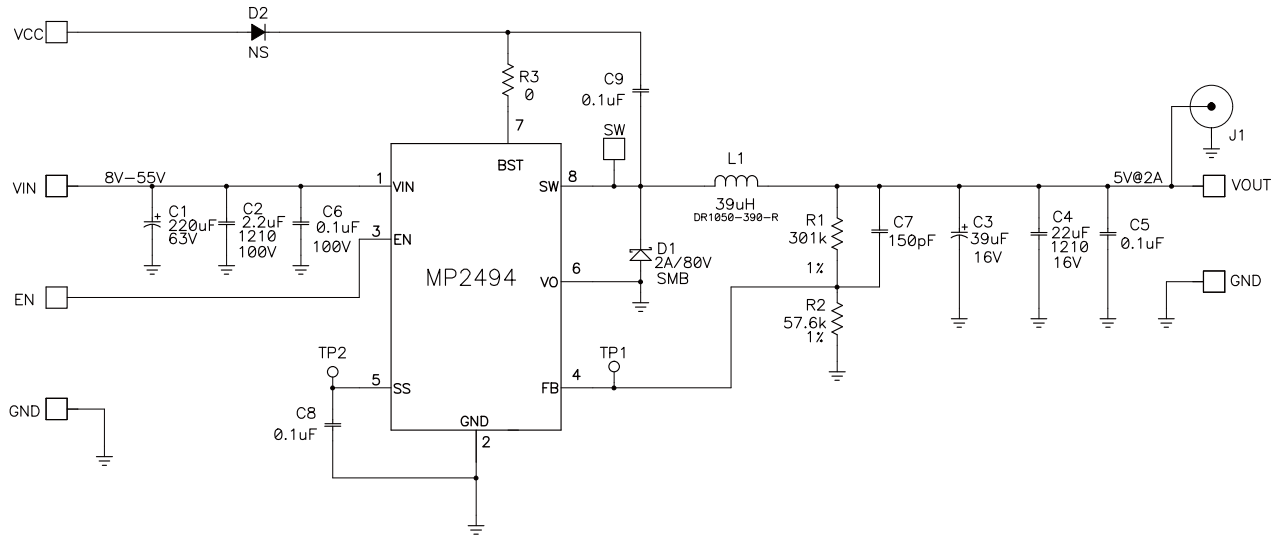 D2
VCC
NS
R3
0
C9
0.1uF
7
SW
J1
BST
L1
8V-55V
1
VIN
VIN
SW
8
5V@2A
VOUT
39uH
DR1050-390-R
C1
220uF
63V
C2
2.2uF
1210
100V
C6
0.1uF
100V
3
EN
R1
301k
1%
C7
150pF
C3
39uF
16V
C4
22uF
1210
16V
C5
0.1uF
D1
2A/80V
SMB
MP2494
6
VO
GND
EN
R2
57.6k
1%
TP2
TP1
5
SS
FB
4
GND
C8
0.1uF
GND
2